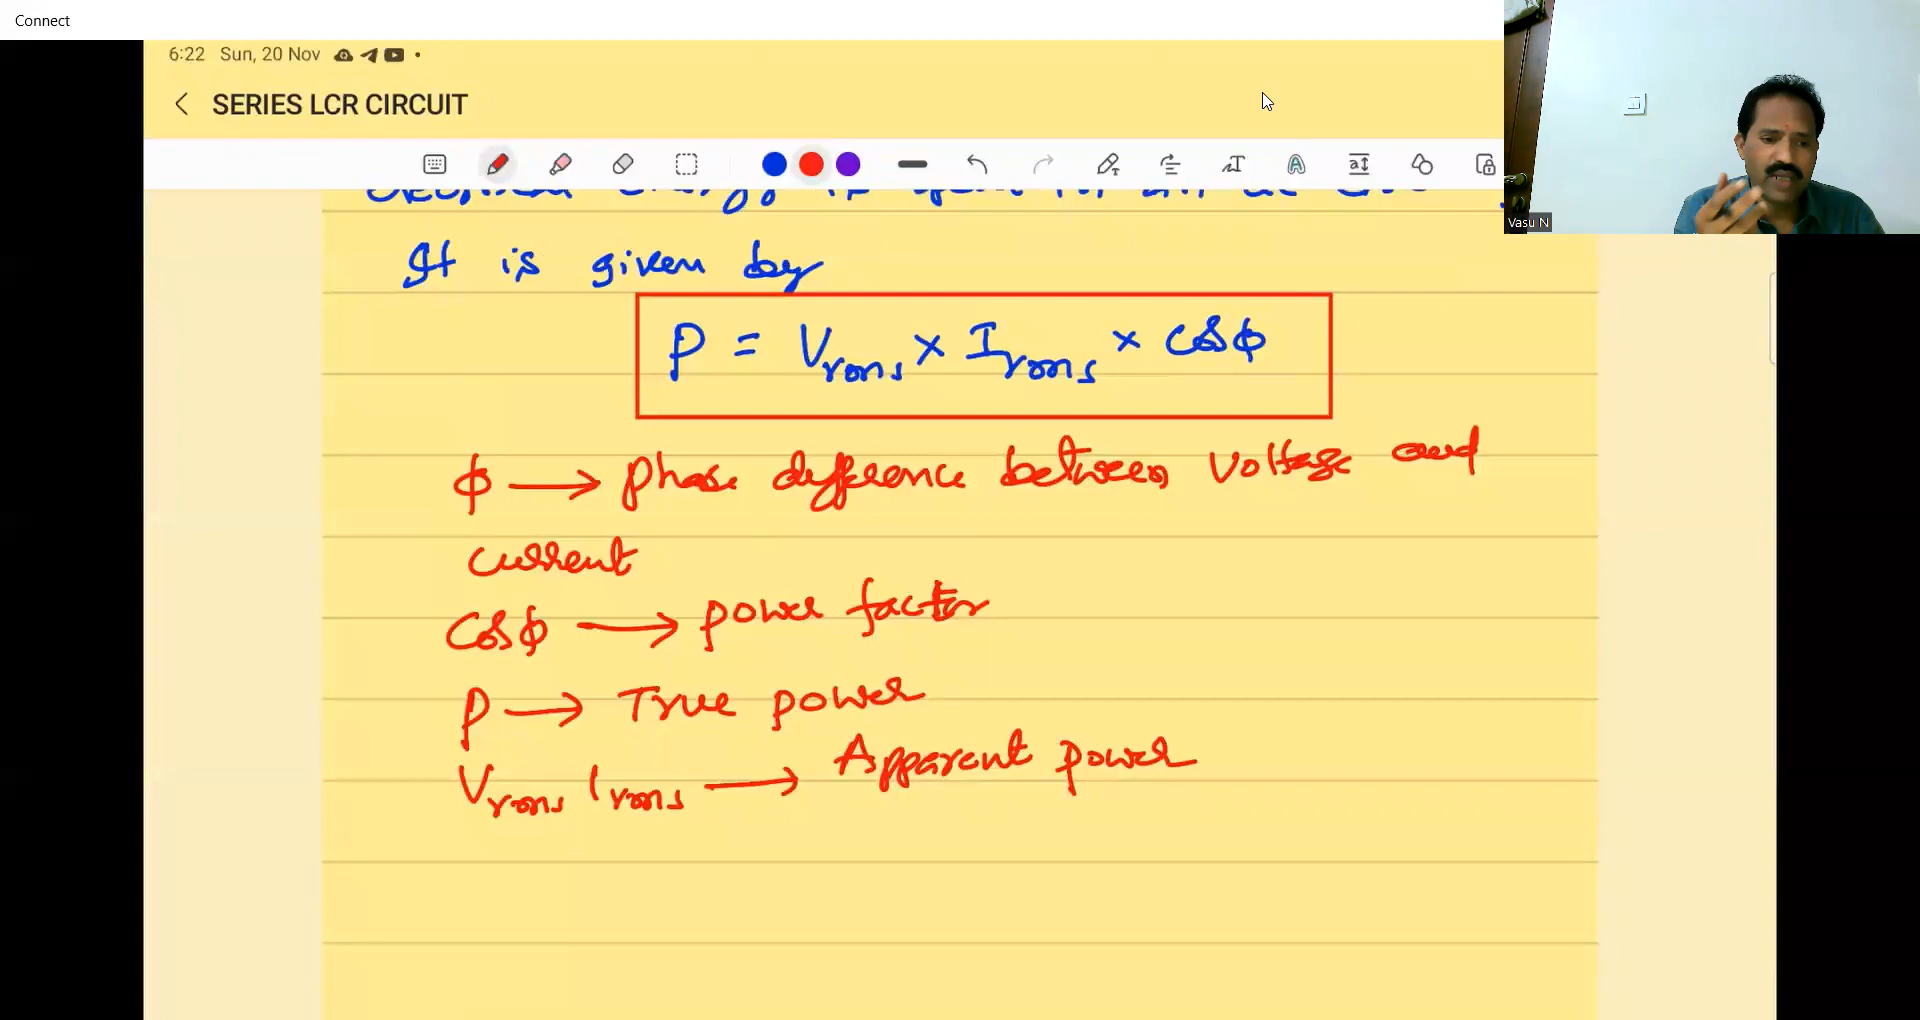 Connect
6:22 Sun, 20 Nov
SERIES LCR CIRCUIT
Vasu N
It is given by
P = Vrms × Irms × cosϕ
ϕ → phase difference between voltage and
current
cosϕ → power factor
P → True power
Vrms Irms → Apparent power